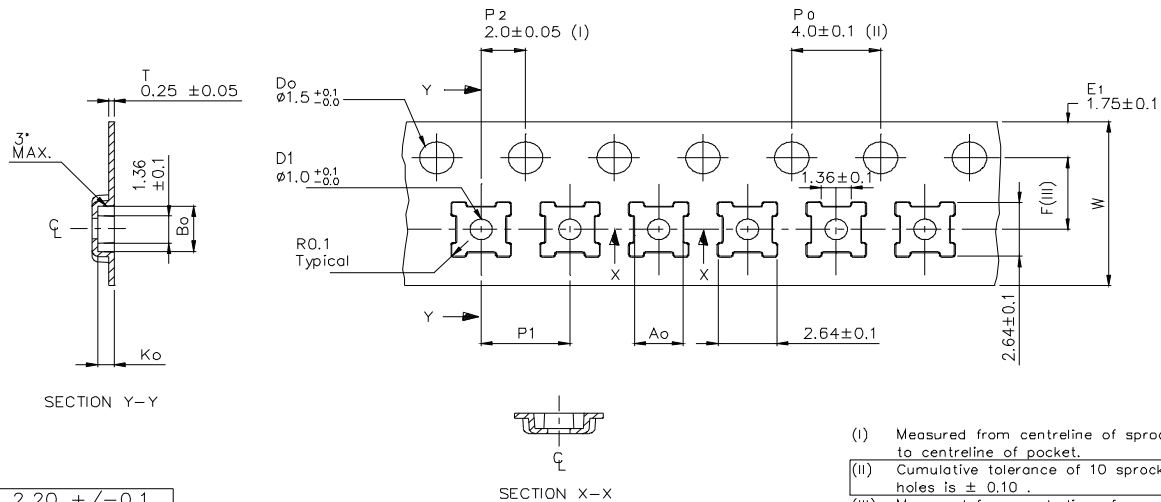 P2
2.0±0.05 (I)
Po
4.0±0.1 (II)
T
0.25 ±0.05
Do
ø1.5 +0.1 -0.0
Y
E1
1.75±0.1
3°
MAX.
1.36
±0.1
D1
ø1.0 +0.1 -0.0
1.36±0.1
F(III)
W
℄
Bo
R0.1
Typical
X
X
Y
P1
Ao
2.64±0.1
2.64±0.1
Ko
SECTION Y-Y
℄
SECTION X-X
(I) Measured from centreline of sproc
to centreline of pocket.
(II) Cumulative tolerance of 10 sprock
holes is ± 0.10 .
2.20 +/-0.1